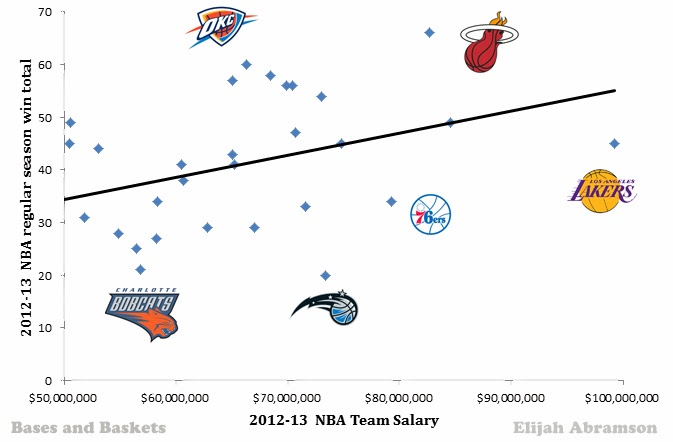 70
60
50
40
30
20
10
0
2012-13 NBA regular season win total
OKC
76ers
LOS ANGELES
LAKERS
CHARLOTTE
BOBCATS
MAGIC
$50,000,000 $60,000,000 $70,000,000 $80,000,000 $90,000,000 $100,000,000
2012-13 NBA Team Salary
Bases and Baskets
Elijah Abramson